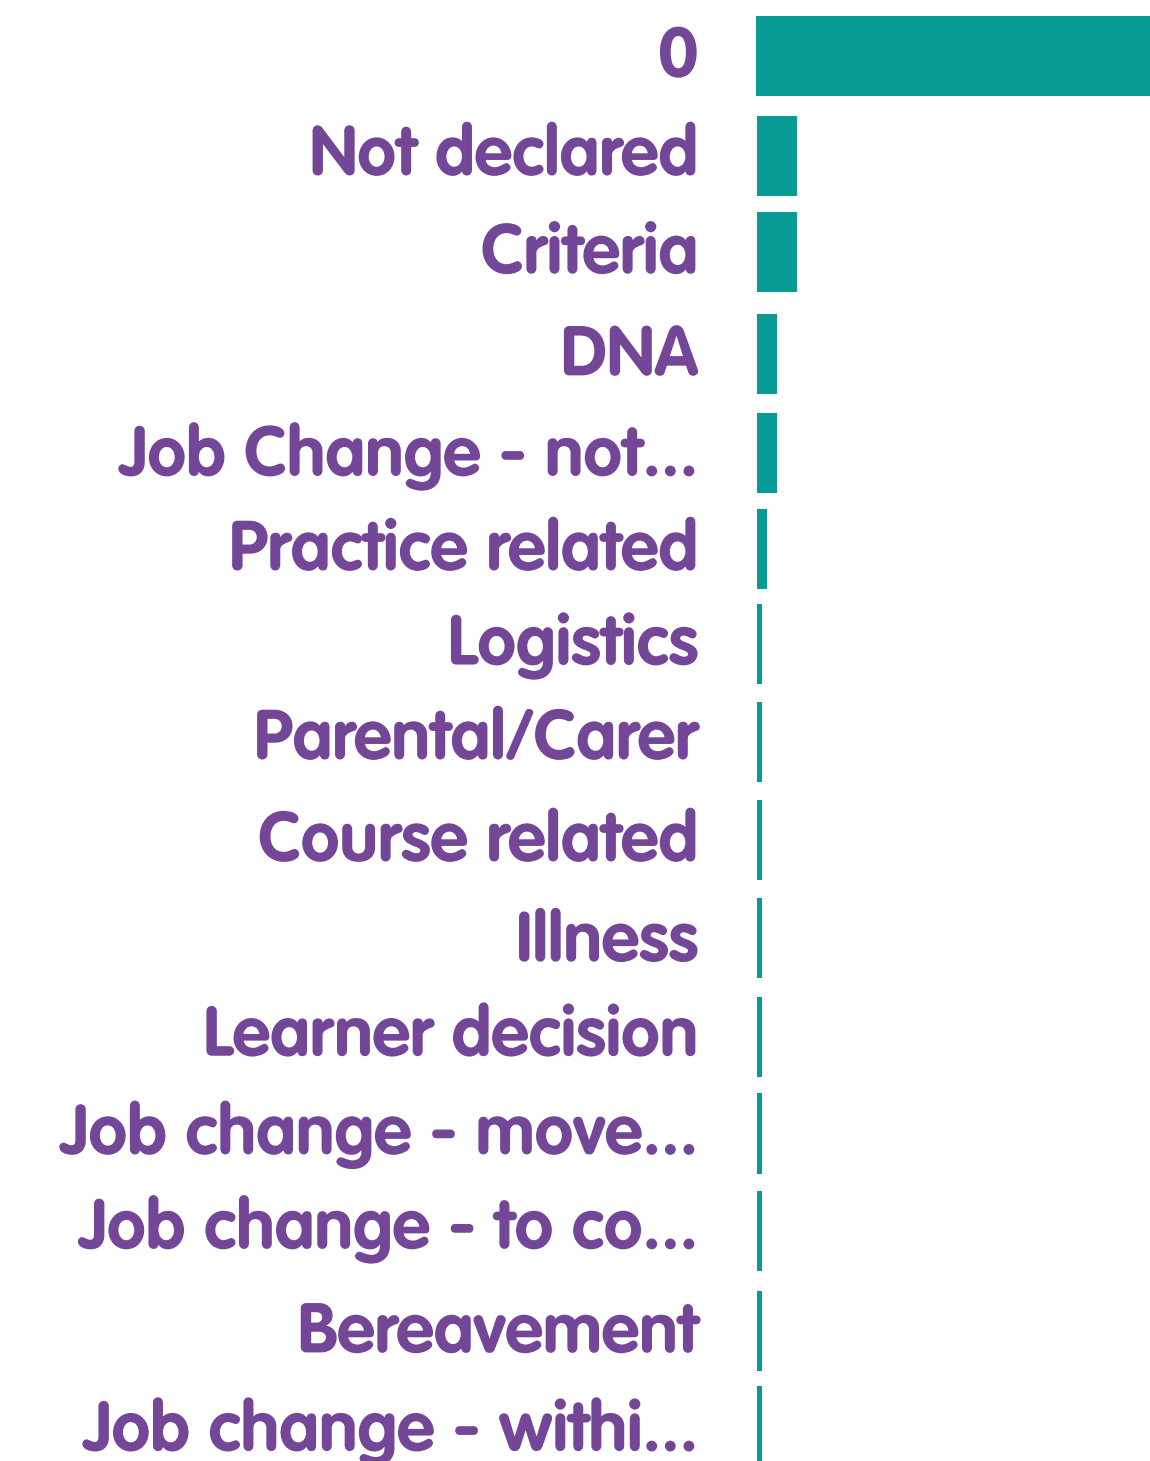 0
Not declared
Criteria
DNA
Job Change - not...
Practice related
Logistics
Parental/Carer
Course related
Illness
Learner decision
Job change - move...
Job change - to co...
Bereavement
Job change - withi...